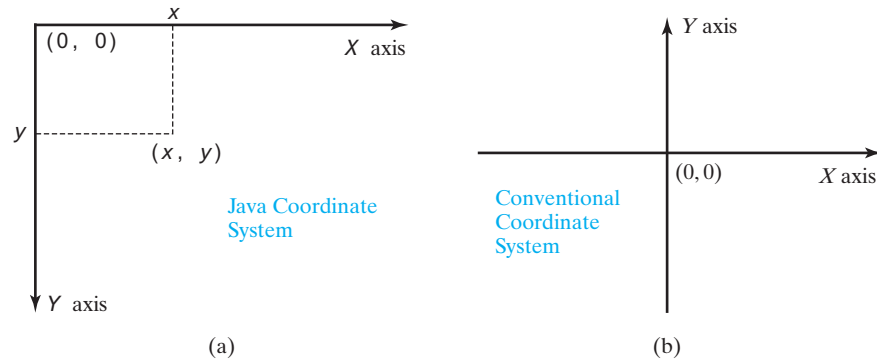 x
(0, 0)
X axis
y
(x, y)
Java Coordinate
System
Y axis
(a)
Y axis
(0, 0)
X axis
Conventional
Coordinate
System
(b)